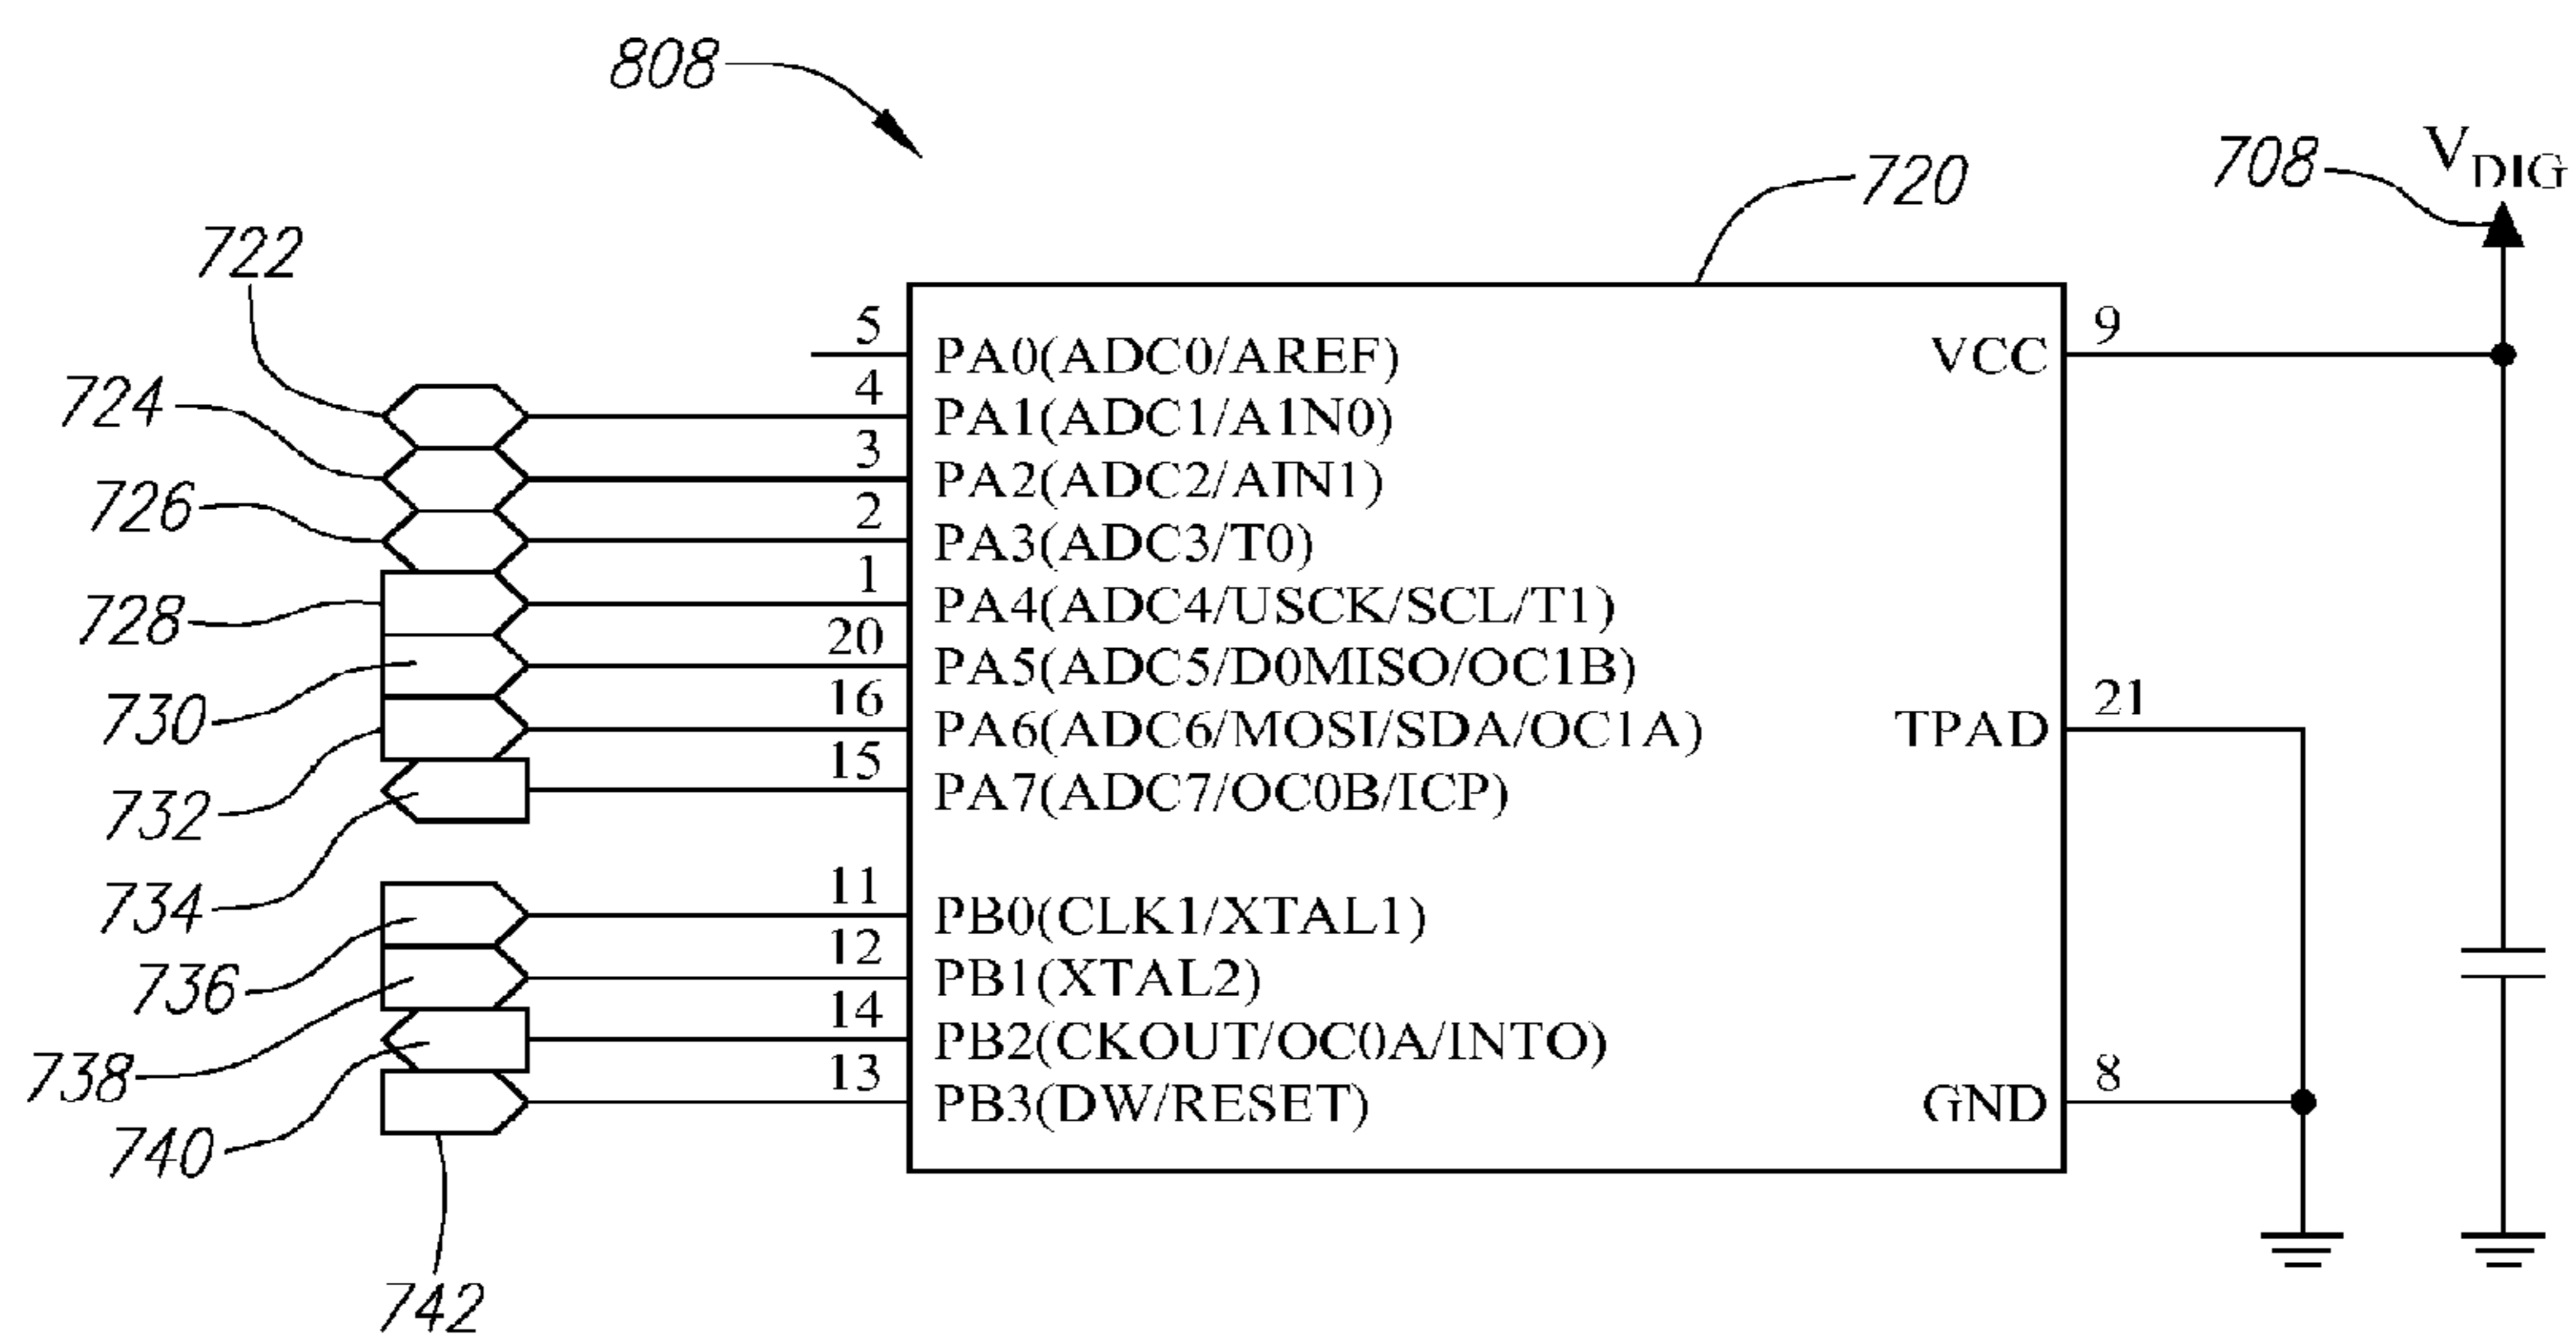 808
720
708
V DIG
722
5
PA0(ADC0/AREF)
VCC
9
724
4
PA1(ADC1/A1N0)
3
PA2(ADC2/AIN1)
726
2
PA3(ADC3/T0)
728
1
PA4(ADC4/USCK/SCL/T1)
20
PA5(ADC5/D0MISO/OC1B)
730
16
PA6(ADC6/MOSI/SDA/OC1A)
TPAD
21
732
15
PA7(ADC7/OC0B/ICP)
734
11
PB0(CLK1/XTAL1)
736
12
PB1(XTAL2)
738
14
PB2(CKOUT/OC0A/INTO)
740
13
PB3(DW/RESET)
GND
8
742